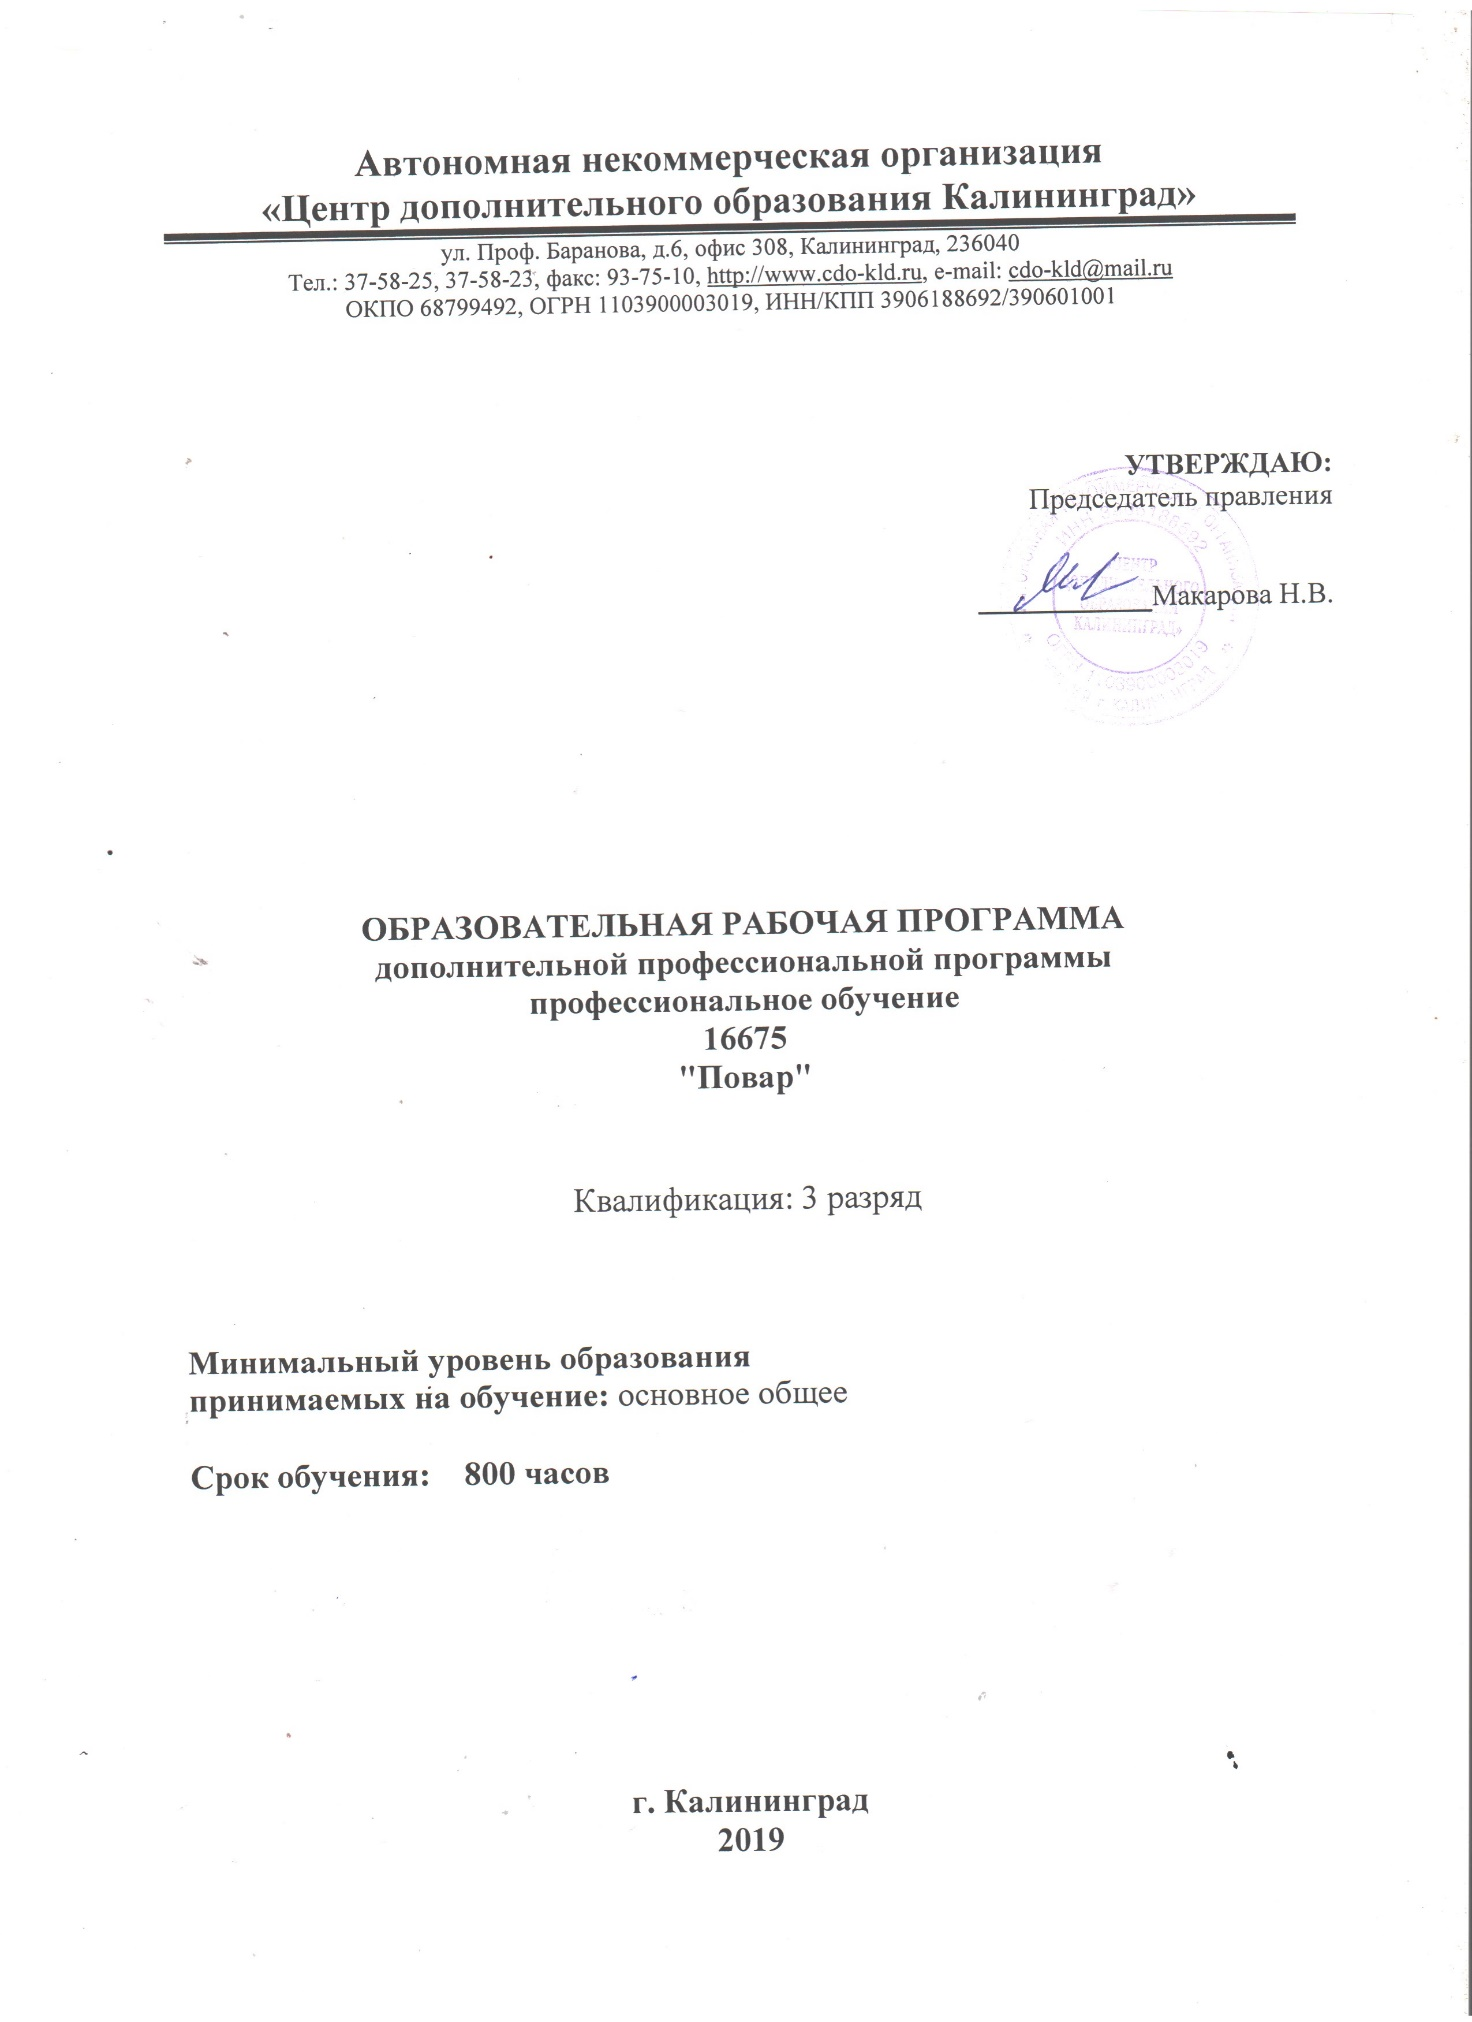 Автономная некоммерческая организация
«Центр дополнительного образования Калининград»
ул. Проф. Баранова, д.6, офис 308, Калининград, 236040
Тел.: 37-58-25, 37-58-23, факс: 93-75-10, http://www.cdo-kld.ru, e-mail: cdo-kld@mail.ru
ОКПО 68799492, ОГРН 1103900003019, ИНН/КПП 3906188692/390601001
УТВЕРЖДАЮ:
Председатель правления
Макарова Н.В.
КАЛИНИНГРАД»
ОБРАЗОВАТЕЛЬНАЯ РАБОЧАЯ ПРОГРАММА
дополнительной профессиональной программы
профессиональное обучение
16675
"Повар"
Квалификация: 3 разряд
Минимальный уровень образования
принимаемых на обучение: основное общее
Срок обучения: 800 часов
г. Калининград
2019